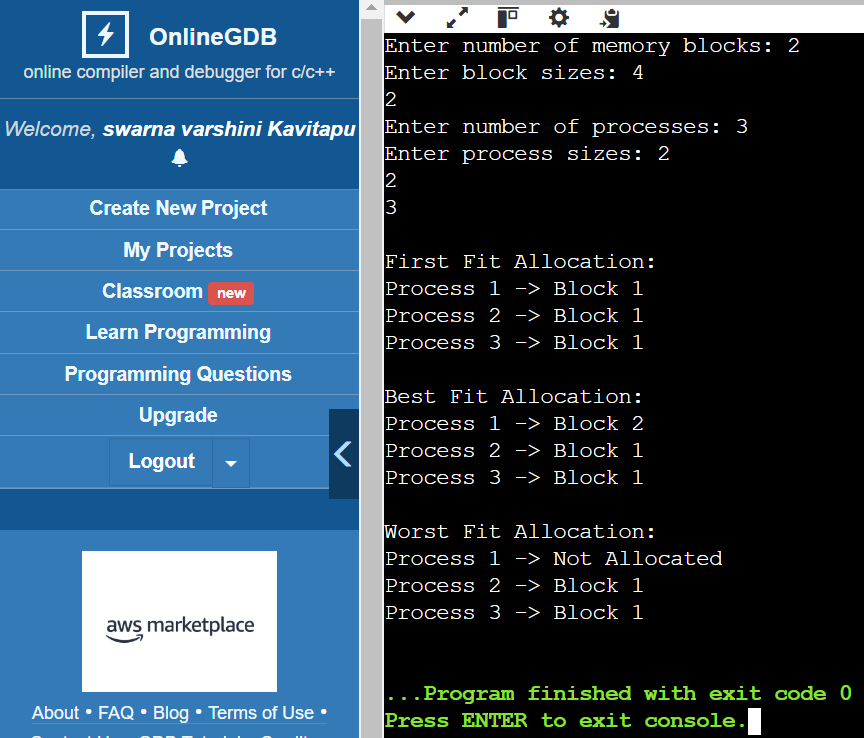 OnlineGDB
online compiler and debugger for c/c++
Welcome, swarna varshini Kavitapu
Create New Project
My Projects
Classroom new
Learn Programming
Programming Questions
Upgrade
Logout
aws marketplace
About • FAQ • Blog • Terms of Use •
Enter number of memory blocks: 2
Enter block sizes: 4
2
Enter number of processes: 3
Enter process sizes: 2
2
3
First Fit Allocation:
Process 1 -> Block 1
Process 2 -> Block 1
Process 3 -> Block 1
Best Fit Allocation:
Process 1 -> Block 2
Process 2 -> Block 1
Process 3 -> Block 1
Worst Fit Allocation:
Process 1 -> Not Allocated
Process 2 -> Block 1
Process 3 -> Block 1
...Program finished with exit code 0
Press ENTER to exit console.